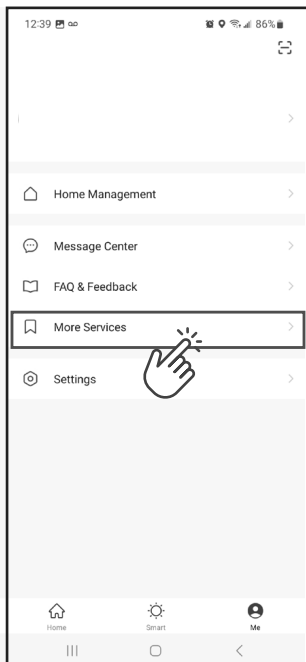 12:39 86%
Home Management
Message Center
FAQ & Feedback
More Services
Settings
Home Smart Me